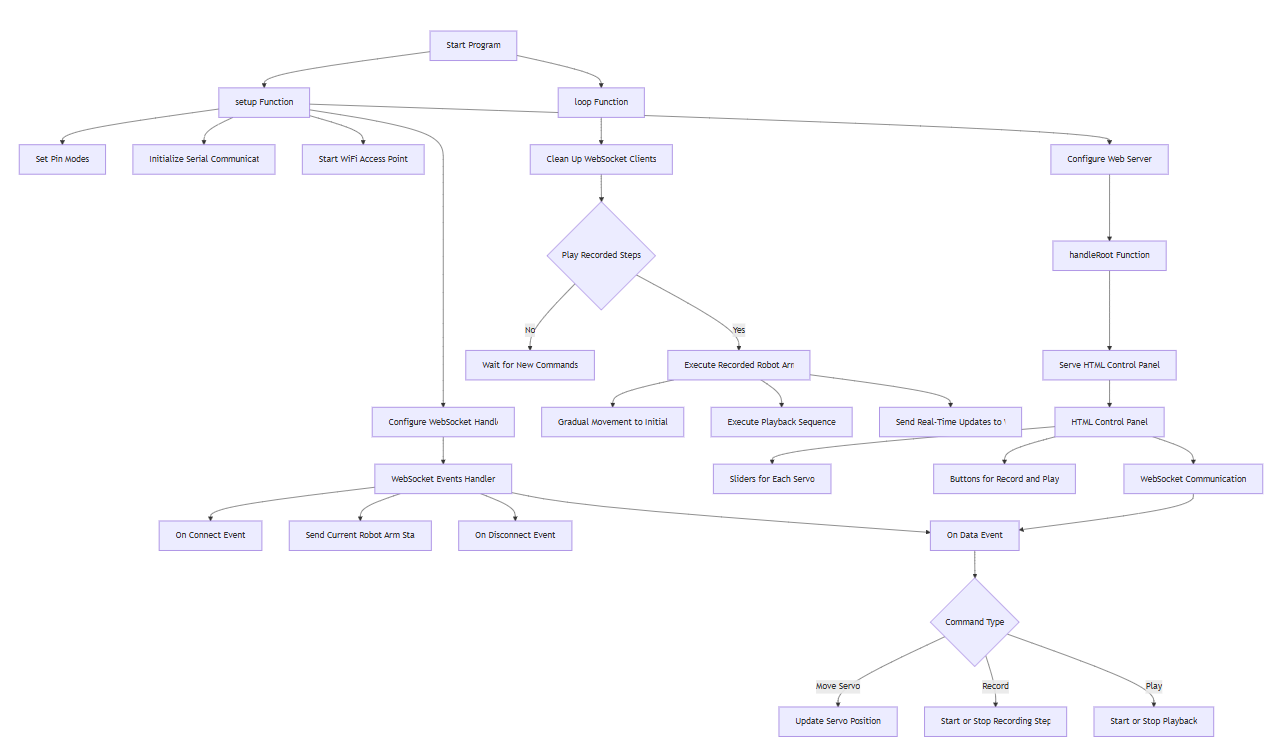 Start Program
setup Function
loop Function
Set Pin Modes
Initialize Serial Communicat
Start WiFi Access Point
Clean Up WebSocket Clients
Configure Web Server
Play Recorded Steps
handleRoot Function
No
Yes
Wait for New Commands
Execute Recorded Robot Arr
Serve HTML Control Panel
Configure WebSocket Handle
Gradual Movement to Initial
Execute Playback Sequence
Send Real-Time Updates to
HTML Control Panel
WebSocket Events Handler
Sliders for Each Servo
Buttons for Record and Play
WebSocket Communication
On Connect Event
Send Current Robot Arm Sta
On Disconnect Event
On Data Event
Command Type
Move Servo
Record
Play
Update Servo Position
Start or Stop Recording Step
Start or Stop Playback